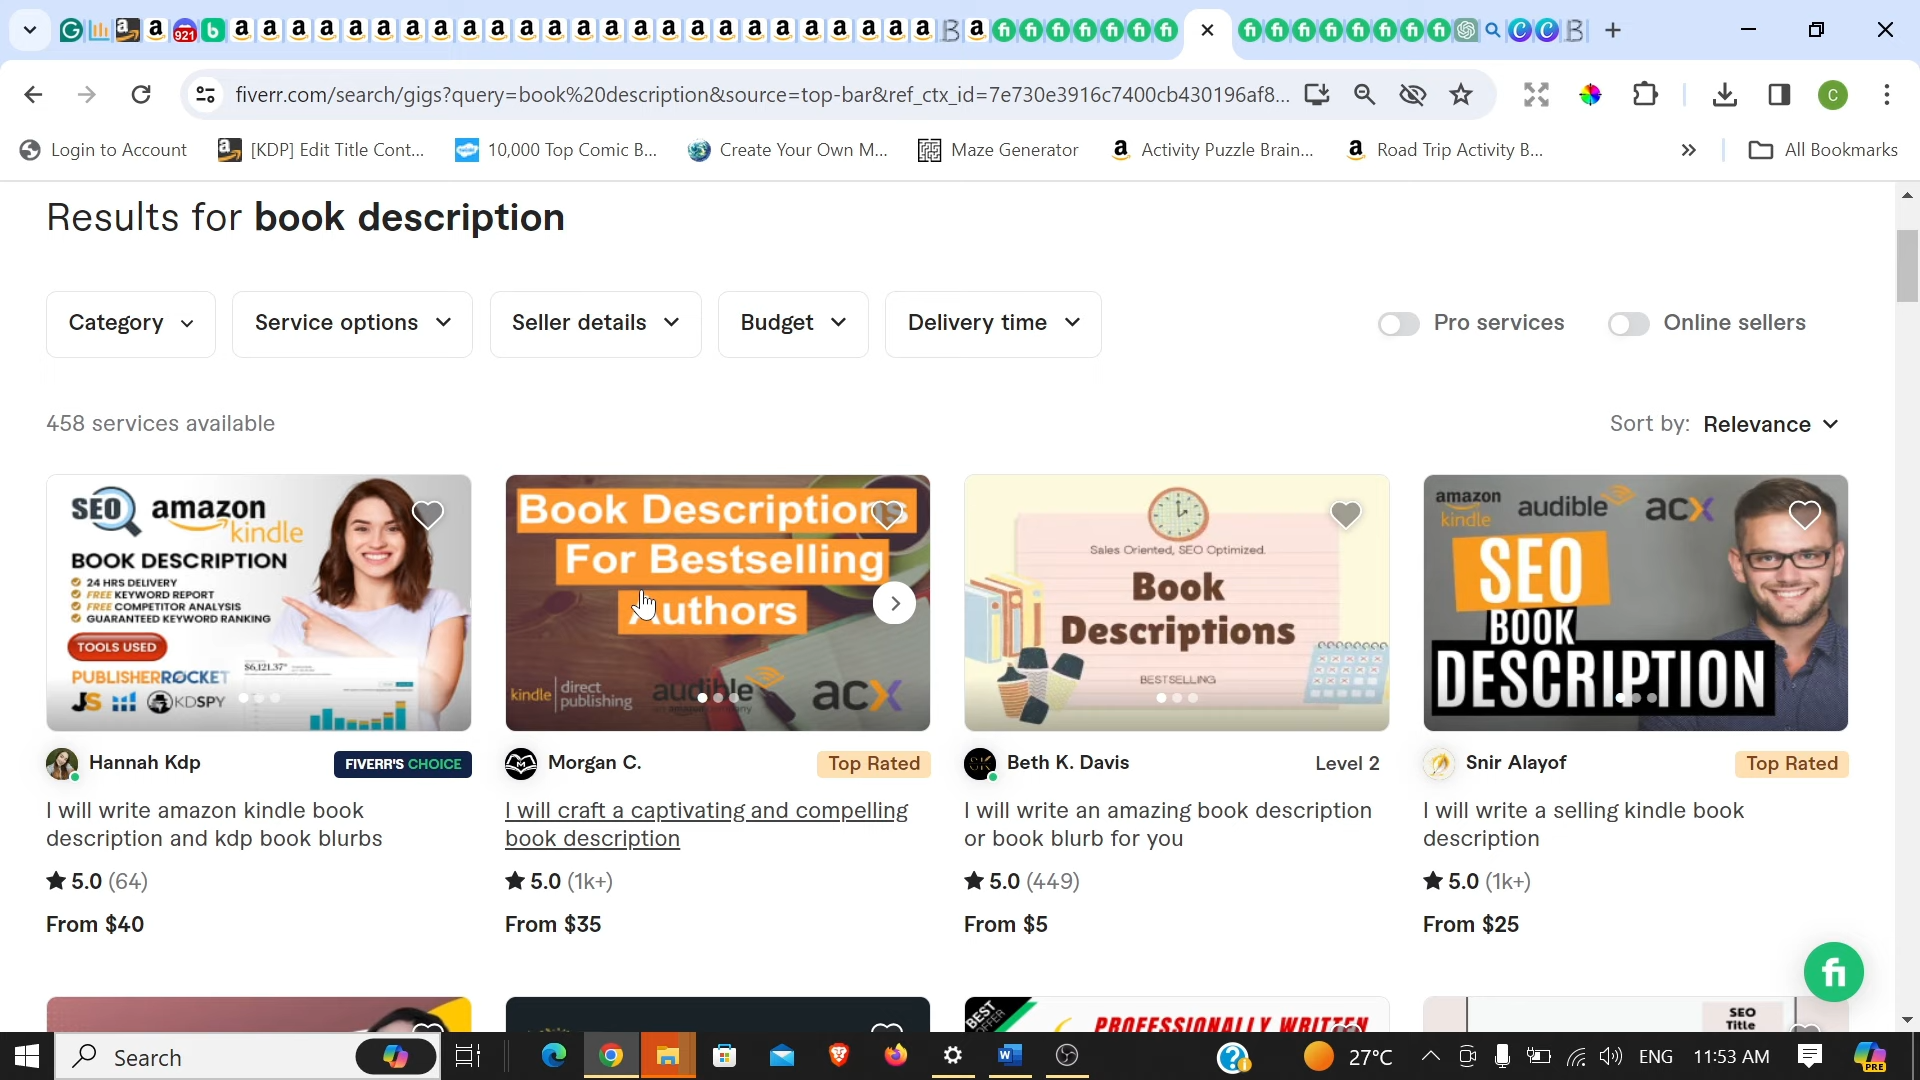 921
fiverr.com/search/gigs?query=book%20description&source=top-bar&ref_ctx_id=7e730e3916c7400cb430196af8...
C
Login to Account
[KDP] Edit Title Cont...
10,000 Top Comic B...
Create Your Own M...
Maze Generator
Activity Puzzle Brain...
Road Trip Activity B...
»
All Bookmarks
Results for book description
Category
Service options
Seller details
Budget
Delivery time
Pro services
Online sellers
458 services available
Sort by: Relevance
SEO amazon kindle
BOOK DESCRIPTION
24 HRS DELIVERY
FREE KEYWORD REPORT
FREE COMPETITOR ANALYSIS
GUARANTEED KEYWORD RANKING
TOOLS USED
PUBLISHERROCKET
JS KDSPY
$6,121.37*
Book Descriptions
For Bestselling
Authors
kindle direct publishing
audible
acx
Sales Oriented, SEO Optimized.
Book
Descriptions
BESTSELLING
amazon kindle
audible
acx
SEO
BOOK
DESCRIPTION
Hannah Kdp
FIVERR'S CHOICE
Morgan C.
Top Rated
Beth K. Davis
Level 2
Snir Alayof
Top Rated
I will write amazon kindle book
description and kdp book blurbs
I will craft a captivating and compelling
book description
I will write an amazing book description
or book blurb for you
I will write a selling kindle book
description
5.0 (64)
5.0 (1k+)
5.0 (449)
5.0 (1k+)
From $40
From $35
From $5
From $25
fi
BEST
OFFER
PROFESSIONALLY WRITTEN
SEO
Title
Search
27°C
ENG
11:53 AM
PRE